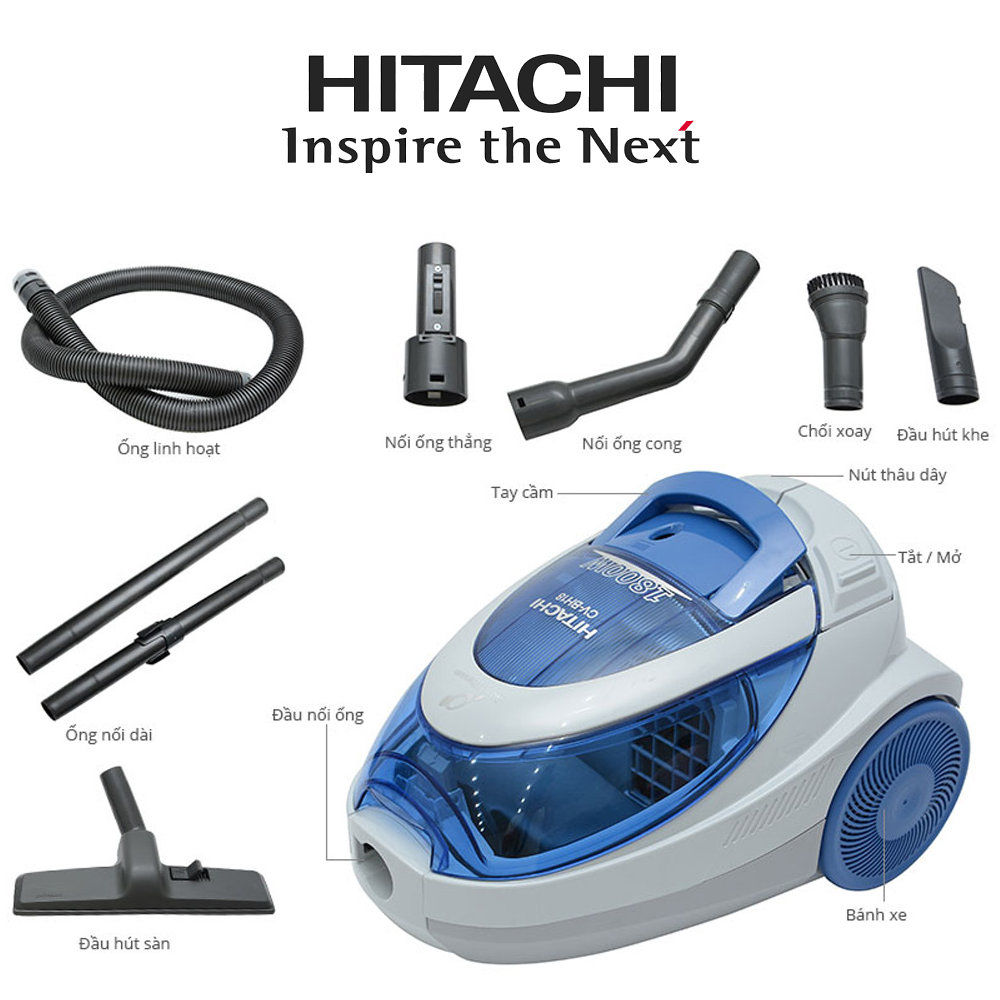 HITACHI
Inspire the Next
Ống linh hoạt
Nối ống thẳng
Nối ống cong
Chổi xoay
Đầu hút khe
Nút thâu dây
Tay cầm
Tắt / Mở
1800W
CV-BH18
HITACHI
Ống nối dài
Đầu nối ống
Bánh xe
Đầu hút sàn